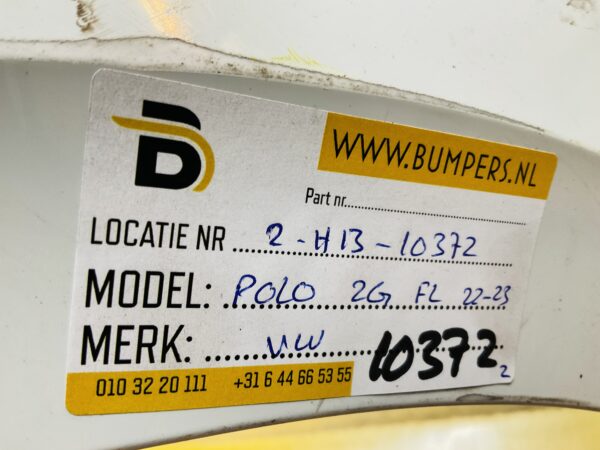 B
WWW.BUMPERS.NL
Part nr.
LOCATIE NR 2-H13-10372
MODEL: POLO 2G FL 22-23
MERK: VW 10372
2
010 32 20 111 +31 6 44 66 53 55